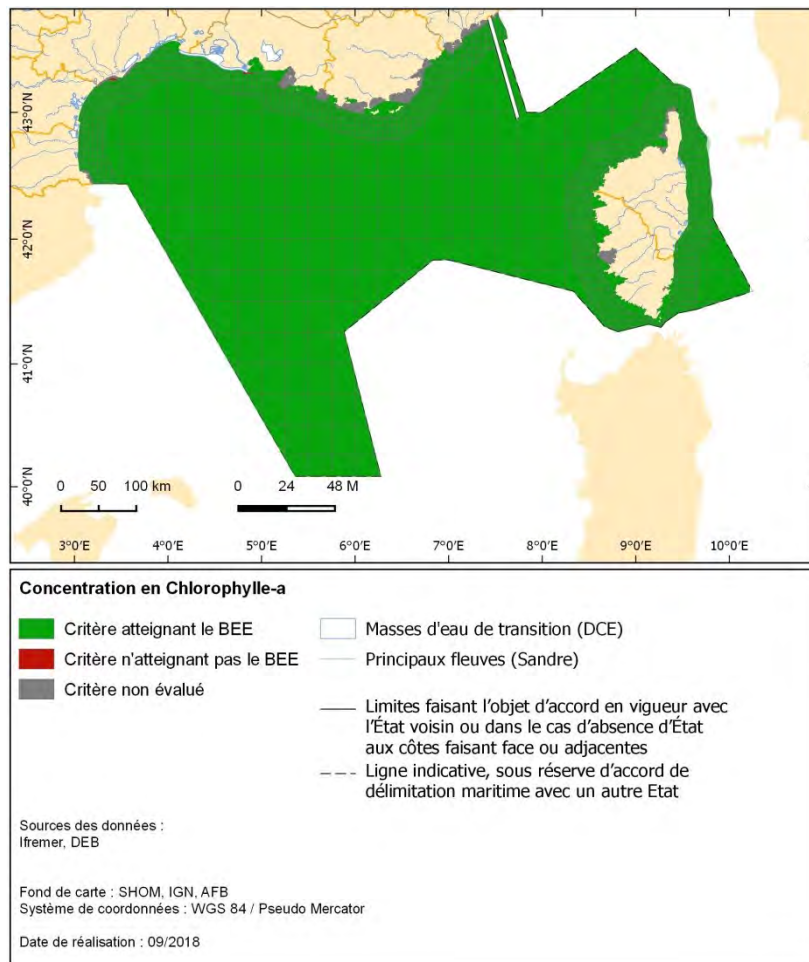 43°0'N
42°0'N
41°0'N
40°0'N
0 50 100 km
0 24 48 M
3°0'E 4°0'E 5°0'E 6°0'E 7°0'E 8°0'E 9°0'E 10°0'E
Concentration en Chlorophylle-a
Critère atteignant le BEE
Critère n'atteignant pas le BEE
Critère non évalué
Masses d'eau de transition (DCE)
Principaux fleuves (Sandre)
Limites faisant l'objet d'accord en vigueur avec
l'État voisin ou dans le cas d'absence d'État
aux côtes faisant face ou adjacentes
Ligne indicative, sous réserve d'accord de
délimitation maritime avec un autre Etat
Sources des données :
Ifremer, DEB
Fond de carte : SHOM, IGN, AFB
Système de coordonnées : WGS 84 / Pseudo Mercator
Date de réalisation : 09/2018